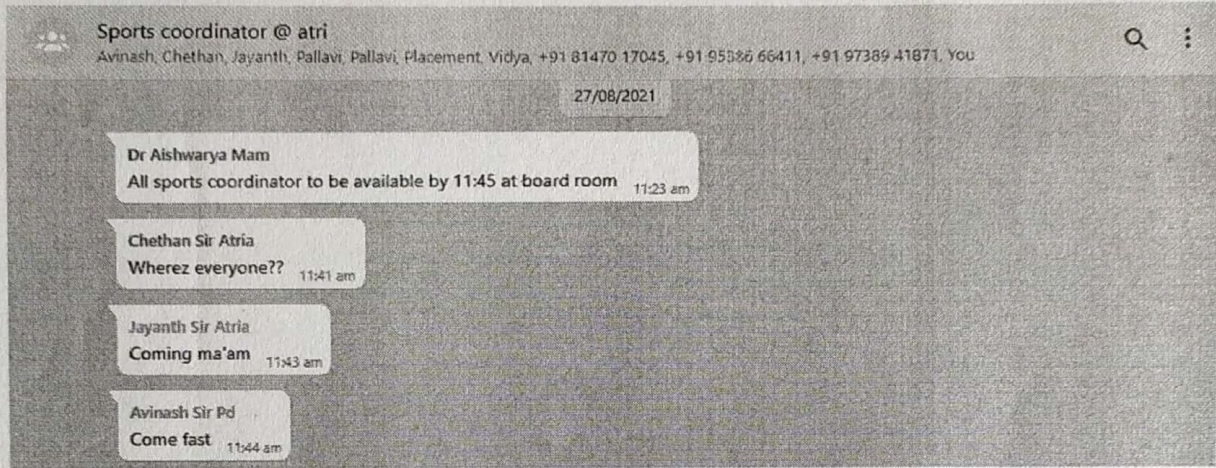 Sports coordinator @ atri
Avinash, Chethan, Jayanth, Pallavi, Pallavi, Placement, Vidya, +91 81470 17045, +91 95386 66411, +91 97389 41871, You
27/08/2021
Dr Aishwarya Mam
All sports coordinator to be available by 11:45 at board room 11:23 am
Chethan Sir Atria
Wherez everyone?? 11:41 am
Jayanth Sir Atria
Coming ma'am 11:43 am
Avinash Sir Pd
Come fast 11:44 am